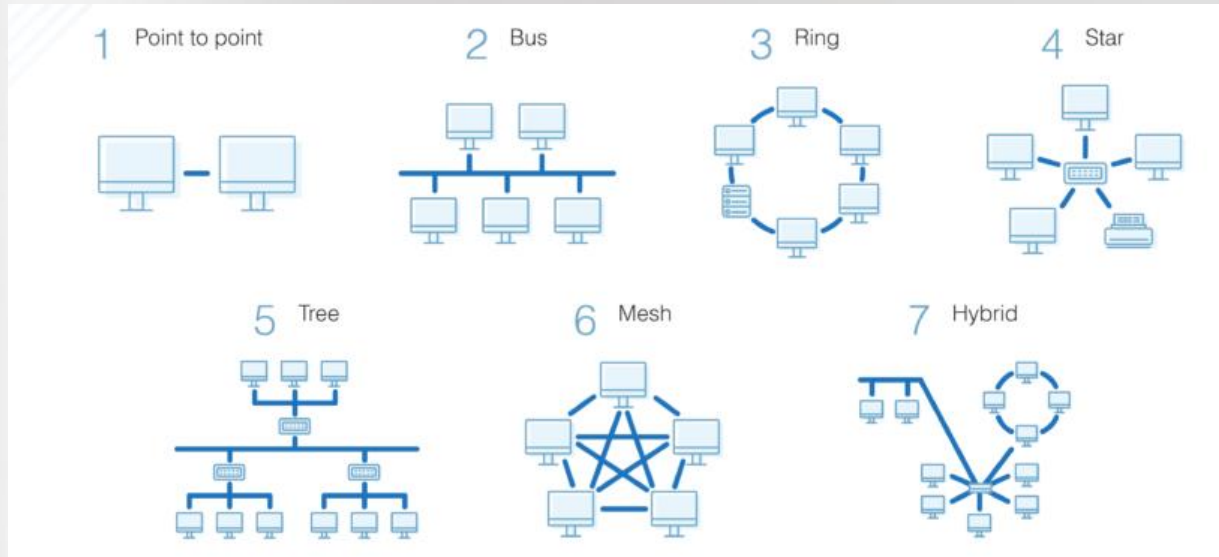 1 Point to point
2 Bus
3 Ring
4 Star
5 Tree
6 Mesh
7 Hybrid